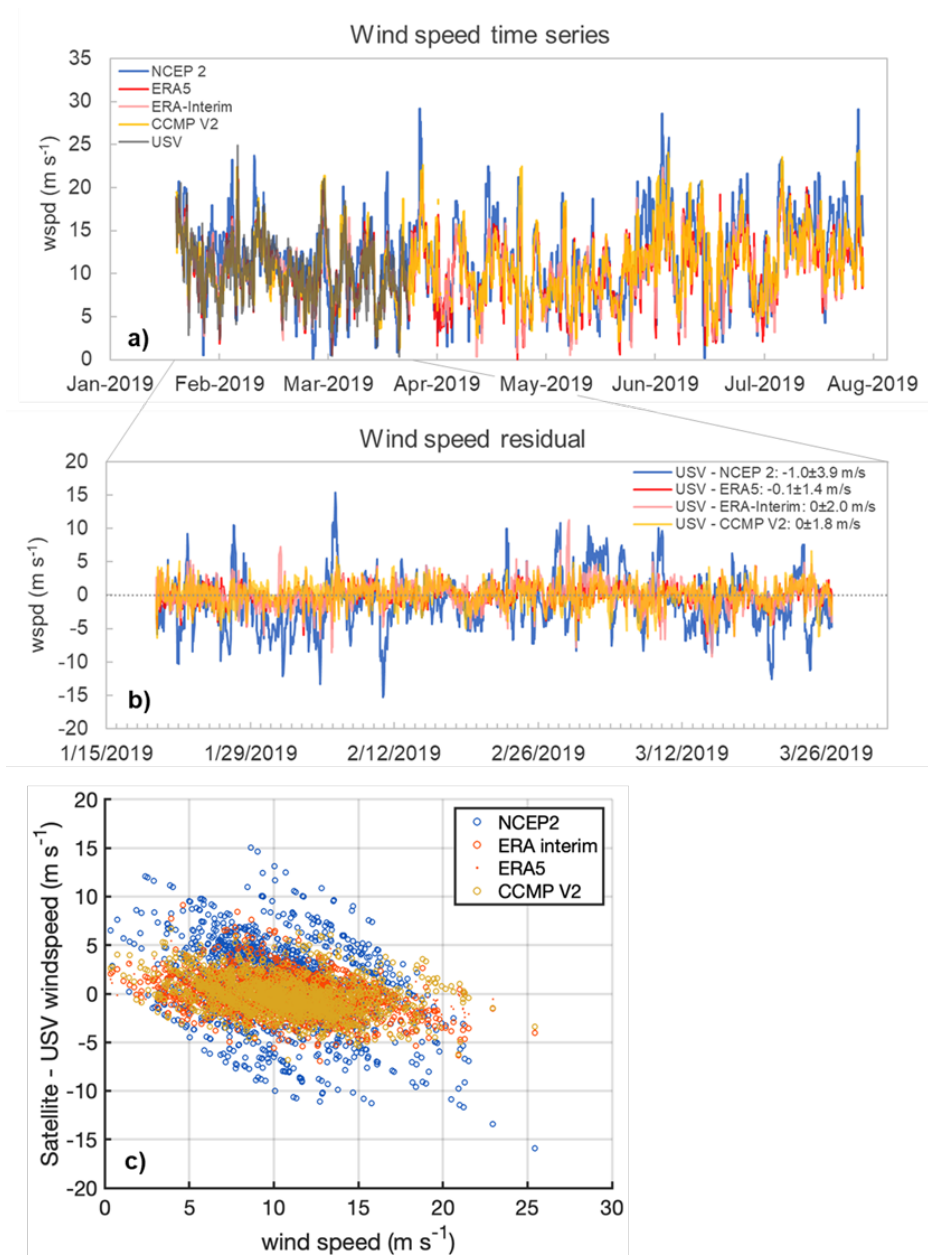 Wind speed time series
35
30
25
20
15
10
5
0
wspd (m s⁻¹)
NCEP 2
ERA5
ERA-Interim
CCMP V2
USV
a)
Jan-2019 Feb-2019 Mar-2019 Apr-2019 May-2019 Jun-2019 Jul-2019 Aug-2019
Wind speed residual
20
15
10
5
0
-5
-10
-15
-20
wspd (m s⁻¹)
USV - NCEP 2: -1.0±3.9 m/s
USV - ERA5: -0.1±1.4 m/s
USV - ERA-Interim: 0±2.0 m/s
USV - CCMP V2: 0±1.8 m/s
b)
1/15/2019 1/29/2019 2/12/2019 2/26/2019 3/12/2019 3/26/2019
20
15
10
5
0
-5
-10
-15
-20
Satellite - USV windspeed (m s⁻¹)
NCEP2
ERA interim
ERA5
CCMP V2
c)
0 5 10 15 20 25 30
wind speed (m s⁻¹)